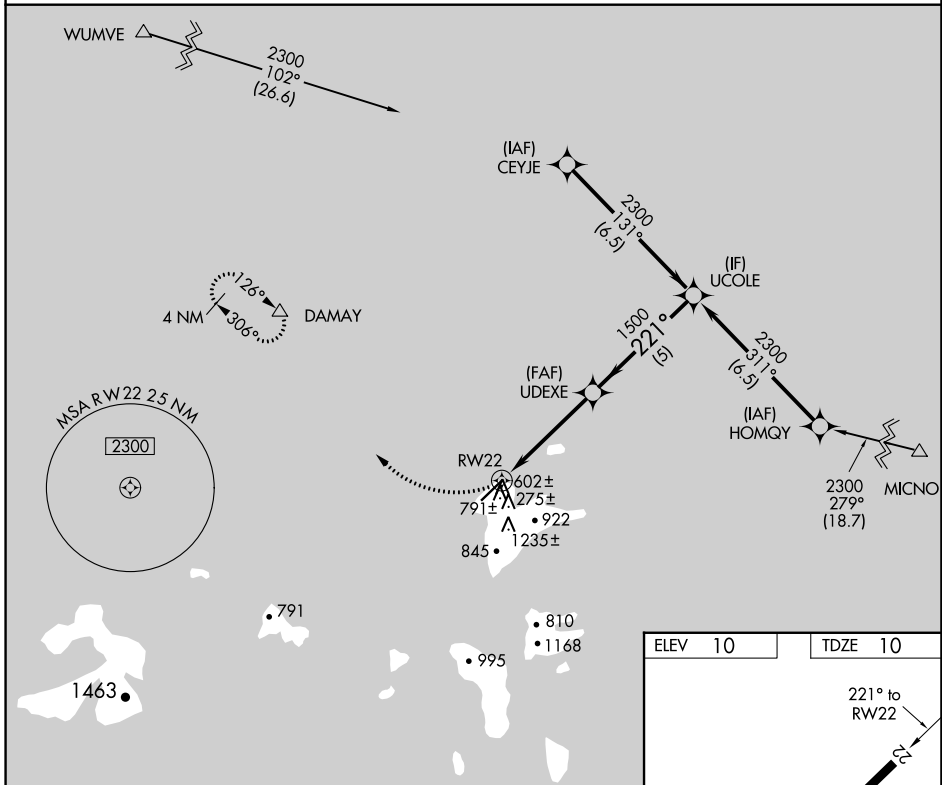 WUMVE
2300
102°
(26.6)
(IAF)
CEYJE
2300
131°
(6.5)
(IF)
UCOLE
126°
4 NM
306°
DAMAY
1500
221°
(5)
2300
311°
(6.5)
(FAF)
UDEXE
(IAF)
HOMQY
MSA RW22 25 NM
2300
RW22
602±
791±
275±
2300
279°
(18.7)
MICNO
922
1235±
845
791
810
1168
995
1463
ELEV 10
TDZE 10
221° to
RW22
22